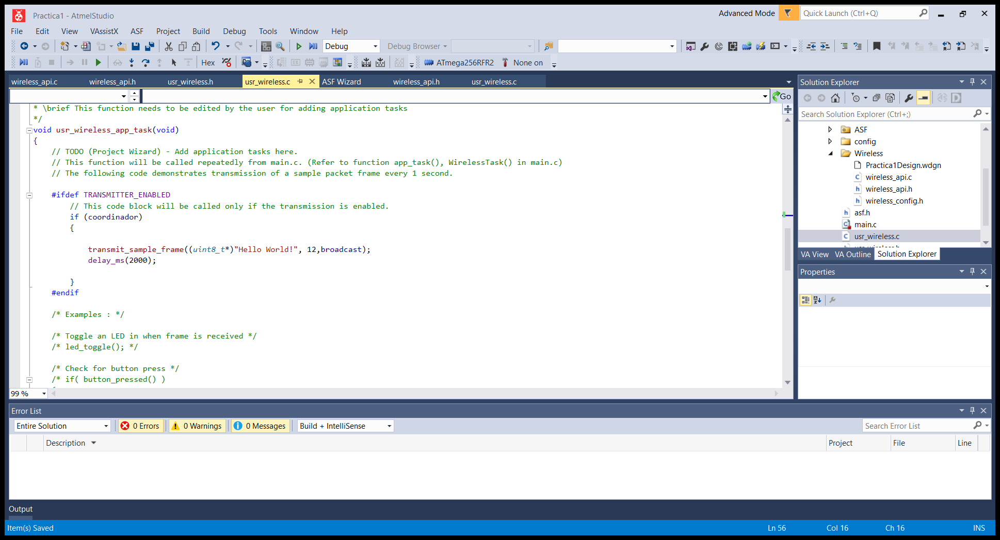 Practica1 - AtmelStudio
Advanced Mode
Quick Launch (Ctrl+Q)
File Edit View VAssistX ASF Project Build Debug Tools Window Help
Debug
Debug Browser
Hex
ATmega256RFR2
None on
wireless_api.c wireless_api.h usr_wireless.h usr_wireless.c ASF Wizard wireless_api.h usr_wireless.c
Go
* \brief This function needs to be edited by the user for adding application tasks
*/
void usr_wireless_app_task(void)
{
// TODO (Project Wizard) - Add application tasks here.
// This function will be called repeatedly from main.c. (Refer to function app_task(), WirelessTask() in main.c)
// The following code demonstrates transmission of a sample packet frame every 1 second.
#ifdef TRANSMITTER_ENABLED
// This code block will be called only if the transmission is enabled.
if (coordinador)
{
transmit_sample_frame((uint8_t*)"Hello World!", 12,broadcast);
delay_ms(2000);
}
#endif
/* Examples : */
/* Toggle an LED in when frame is received */
/* led_toggle(); */
/* Check for button press */
/* if( button_pressed() )
99 %
Solution Explorer
Search Solution Explorer (Ctrl+;)
ASF
config
Wireless
Practica1Design.wdgn
wireless_api.c
wireless_api.h
wireless_config.h
asf.h
main.c
usr_wireless.c
VA View VA Outline Solution Explorer
Properties
Error List
Entire Solution
0 Errors
0 Warnings
0 Messages
Build + IntelliSense
Search Error List
Description Project File Line
Output
Item(s) Saved
Ln 56 Col 16 Ch 16 INS